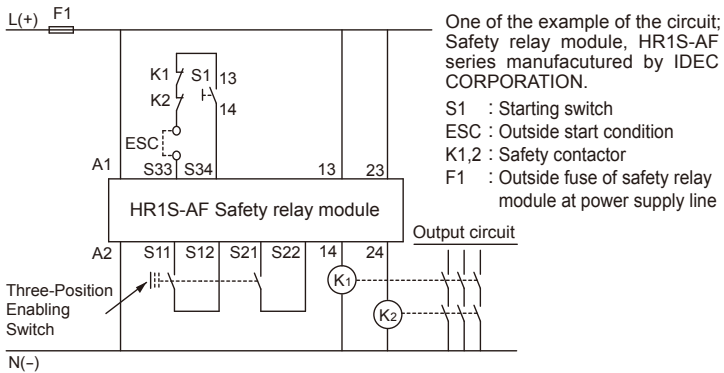 L(+) F1
One of the example of the circuit;
Safety relay module, HR1S-AF
series manufacutured by IDEC
CORPORATION.
S1 : Starting switch
ESC : Outside start condition
K1,2 : Safety contactor
F1 : Outside fuse of safety relay
module at power supply line
K1 S1 13
K2 14
ESC
A1 S33 S34 13 23
HR1S-AF Safety relay module
Output circuit
A2 S11 S12 S21 S22 14 24
K1
Three-Position
Enabling
Switch
K2
N(−)